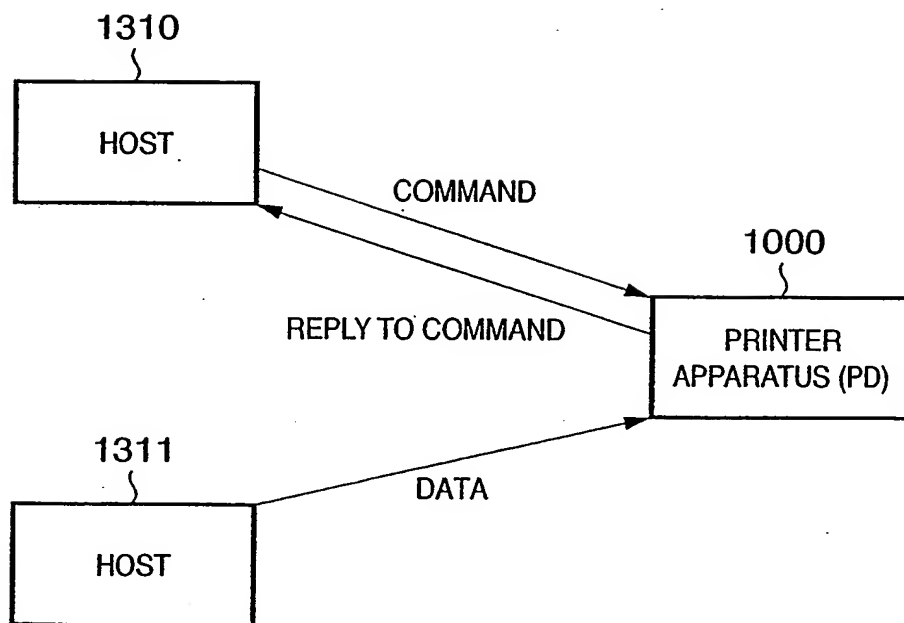 1310
HOST
COMMAND
1000
REPLY TO COMMAND
PRINTER
APPARATUS (PD)
1311
DATA
HOST